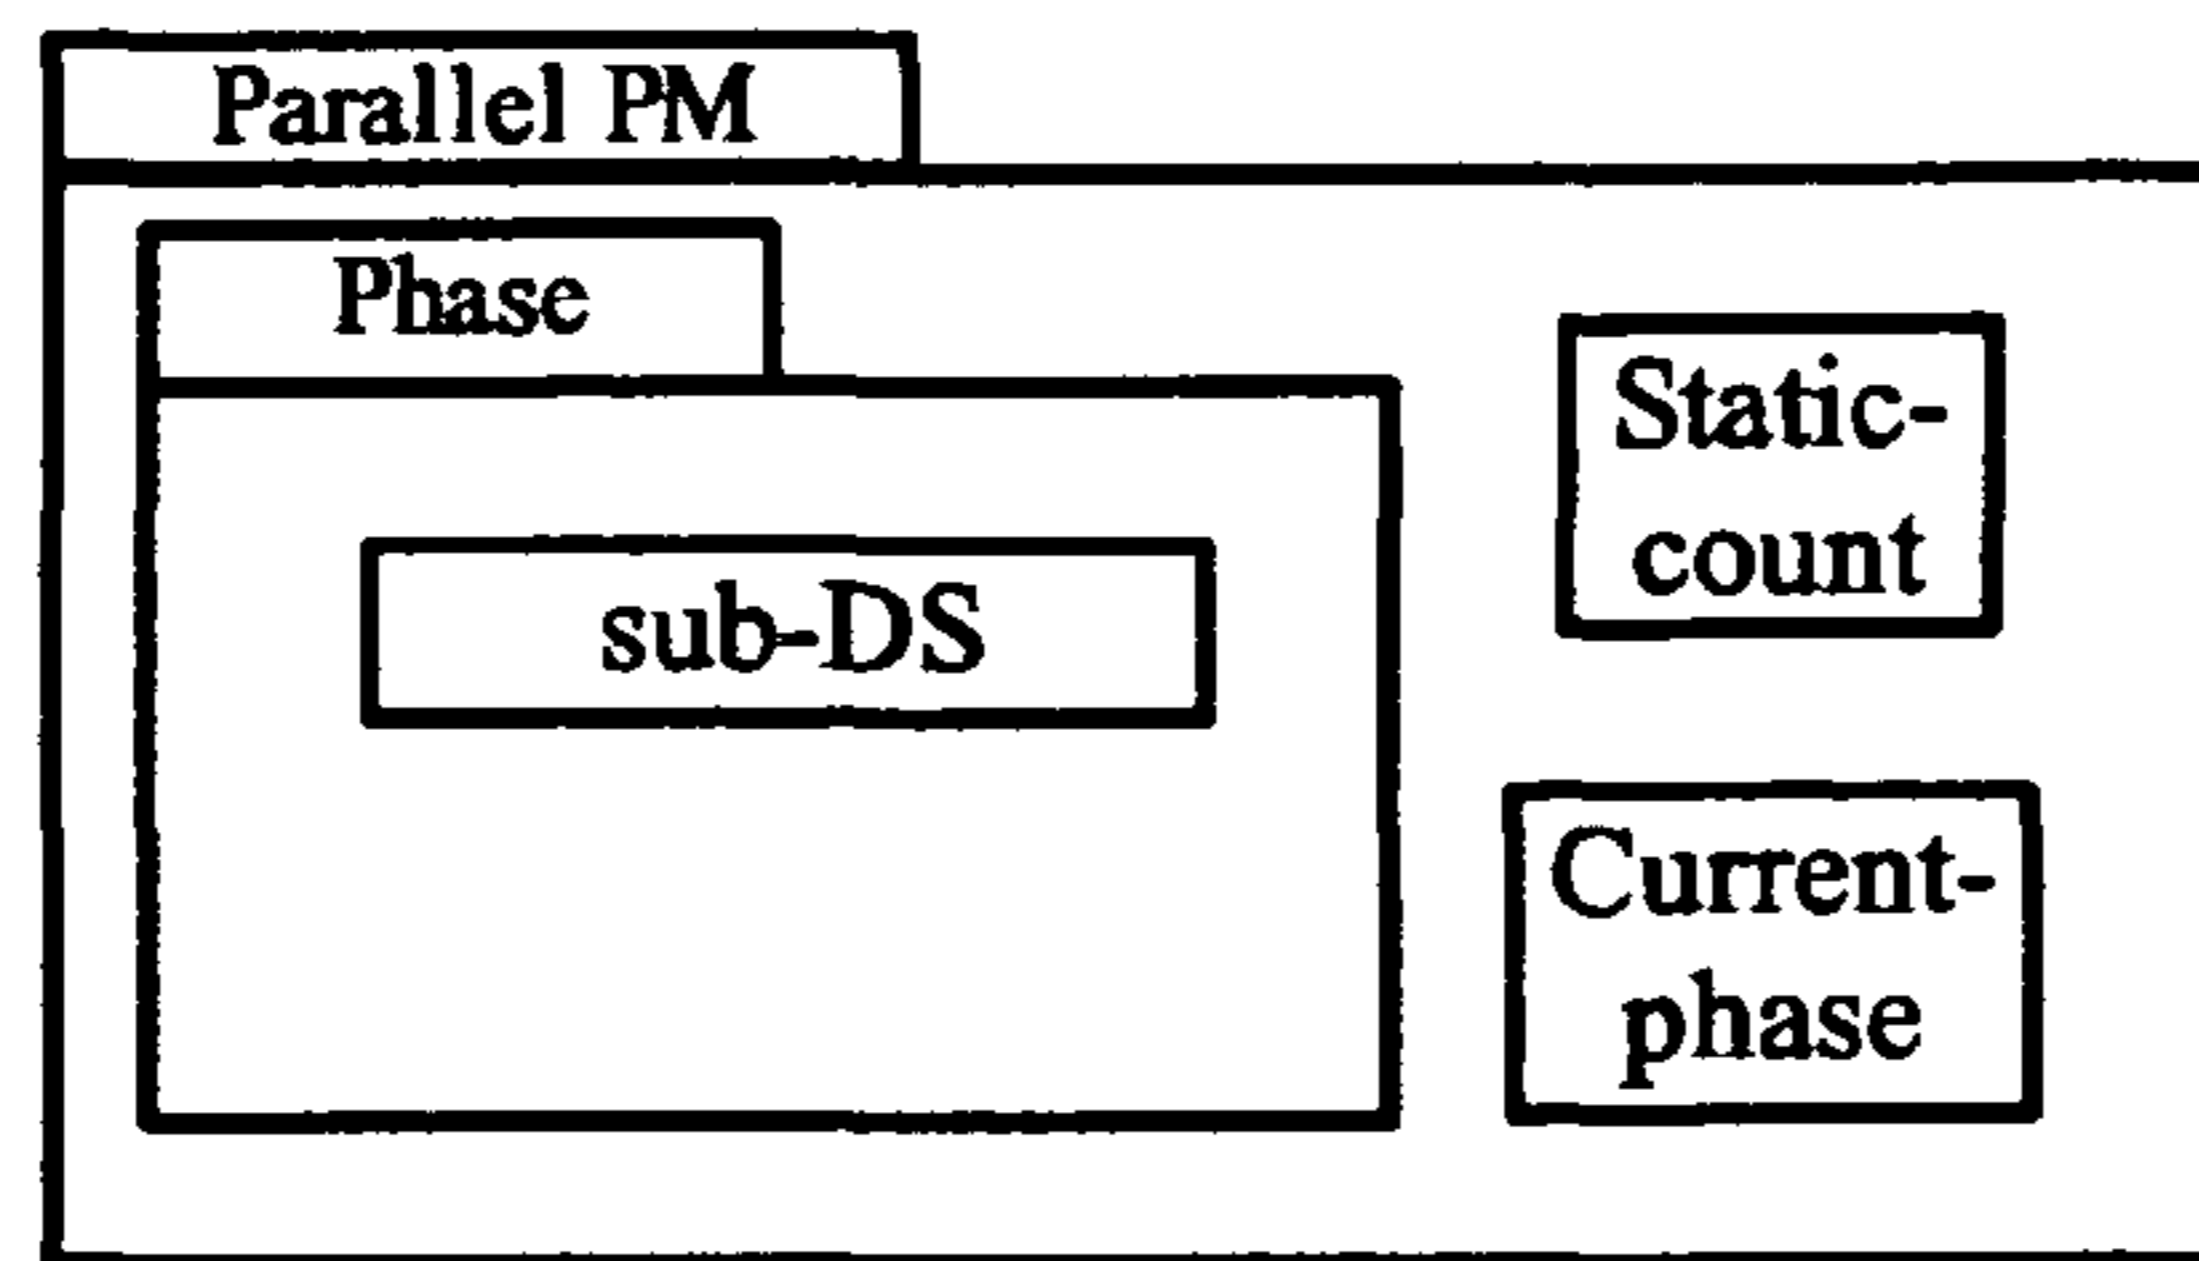 Parallel PM
Phase
Static-
count
sub-DS
Current-
phase